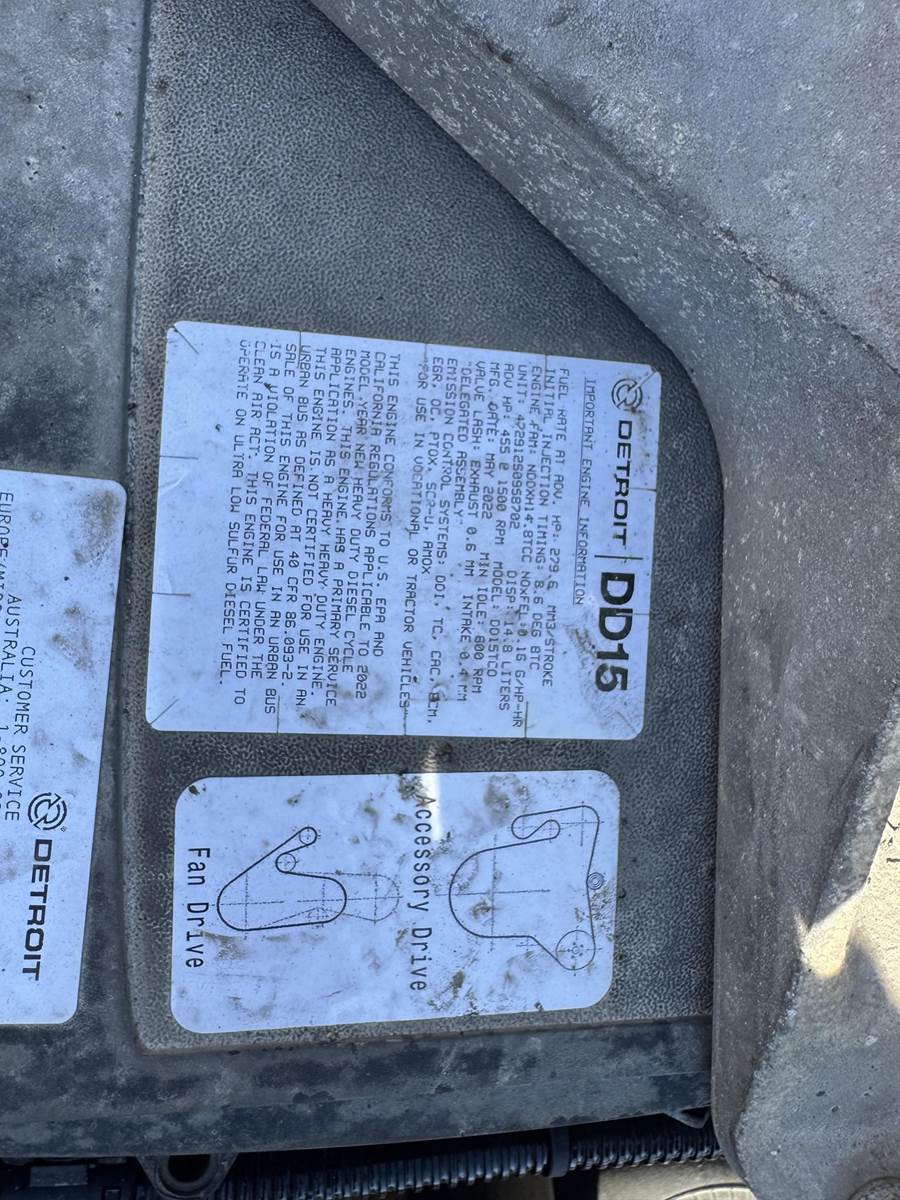 DETROIT | DD15
IMPORTANT ENGINE INFORMATION
FUEL RATE AT ADV. HP: 279.6 MM3/STROKE
INITIAL INJECTION TIMING: 8.6 DEG BTC
ENGINE FAM: NDDXH14.8TCC NOXFEL:0.16 G/HP-HR
UNIT: 472912S0958702 DISP: 14.8 LITERS
ADV HP: 455 @ 1500 RPM MODEL: DD15TCO
MFG. DATE: MAY 2022 MIN IDLE: 600 RPM
VALVE LASH: EXHAUST 0.6 MM INTAKE 0.4 MM
"DELEGATED ASSEMBLY"
EMISSION CONTROL SYSTEMS: DDI, TC, CAC, ECM,
EGR, OC, PTOX, SCR-U, AMOX
FOR USE IN VOCATIONAL OR TRACTOR VEHICLES
THIS ENGINE CONFORMS TO U.S. EPA AND
CALIFORNIA REGULATIONS APPLICABLE TO 2022
MODEL YEAR NEW HEAVY DUTY DIESEL CYCLE
ENGINES. THIS ENGINE HAS A PRIMARY SERVICE
APPLICATION AS A HEAVY HEAVY DUTY ENGINE.
THIS ENGINE IS NOT CERTIFIED FOR USE IN AN
URBAN BUS AS DEFINED AT 40 CFR 86.093-2.
SALE OF THIS ENGINE FOR USE IN AN URBAN BUS
IS A VIOLATION OF FEDERAL LAW UNDER THE
CLEAN AIR ACT. THIS ENGINE IS CERTIFIED TO
OPERATE ON ULTRA LOW SULFUR DIESEL FUEL.
Accessory Drive
Fan Drive
DETROIT
CUSTOMER SERVICE
AUSTRALIA: 1-800